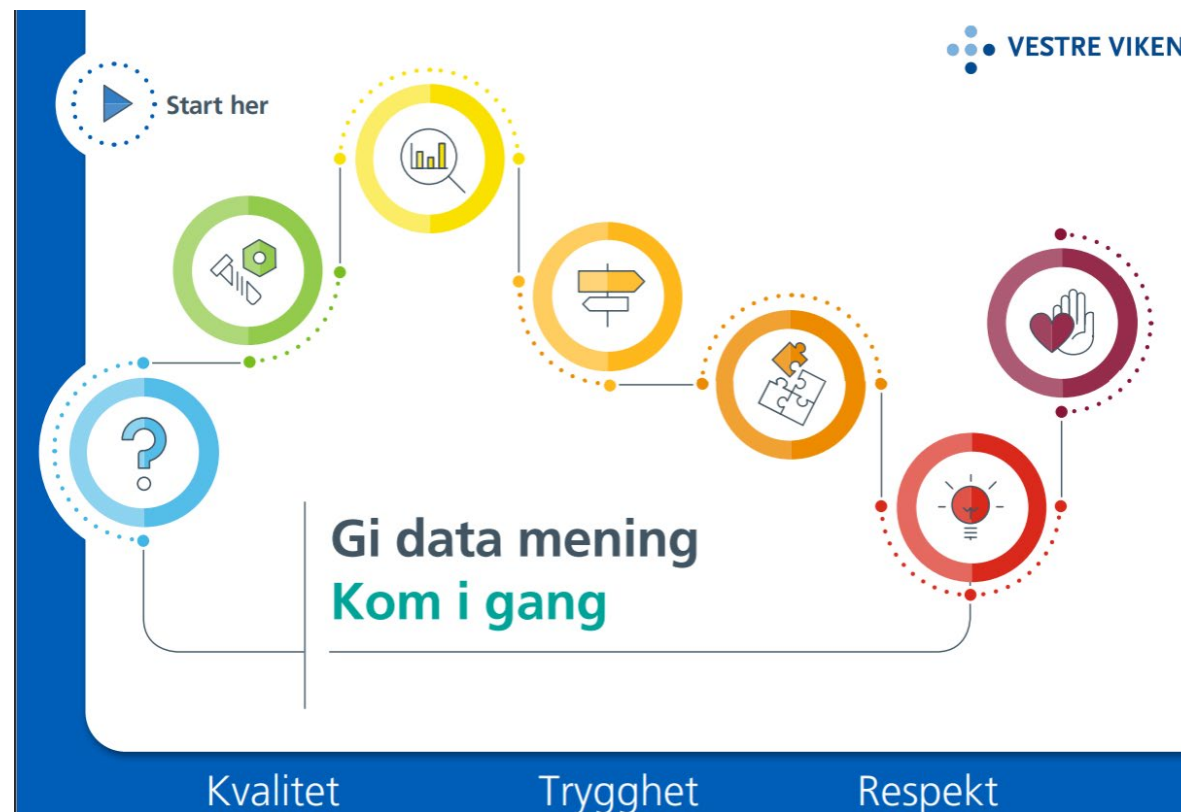 VESTRE VIKEN
Start her
?
Gi data mening
Kom i gang
Kvalitet Trygghet Respekt